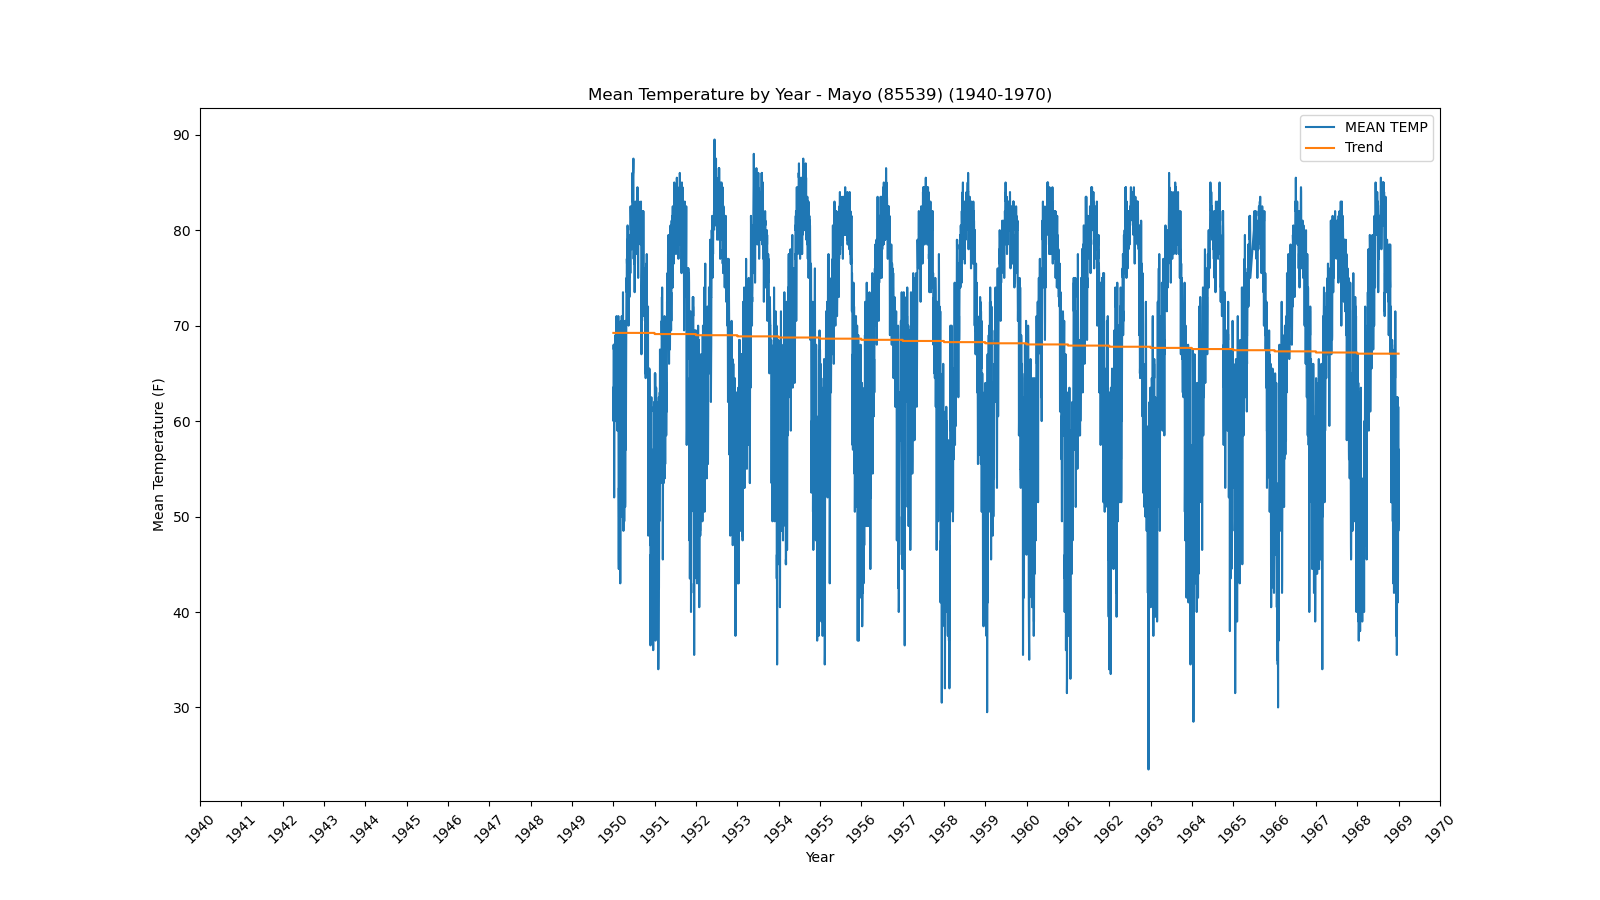 Mean Temperature by Year - Mayo (85539) (1940-1970)
MEAN TEMP
Trend
Mean Temperature (F)
90
80
70
60
50
40
30
1940 1941 1942 1943 1944 1945 1946 1947 1948 1949 1950 1951 1952 1953 1954 1955 1956 1957 1958 1959 1960 1961 1962 1963 1964 1965 1966 1967 1968 1969 1970
Year